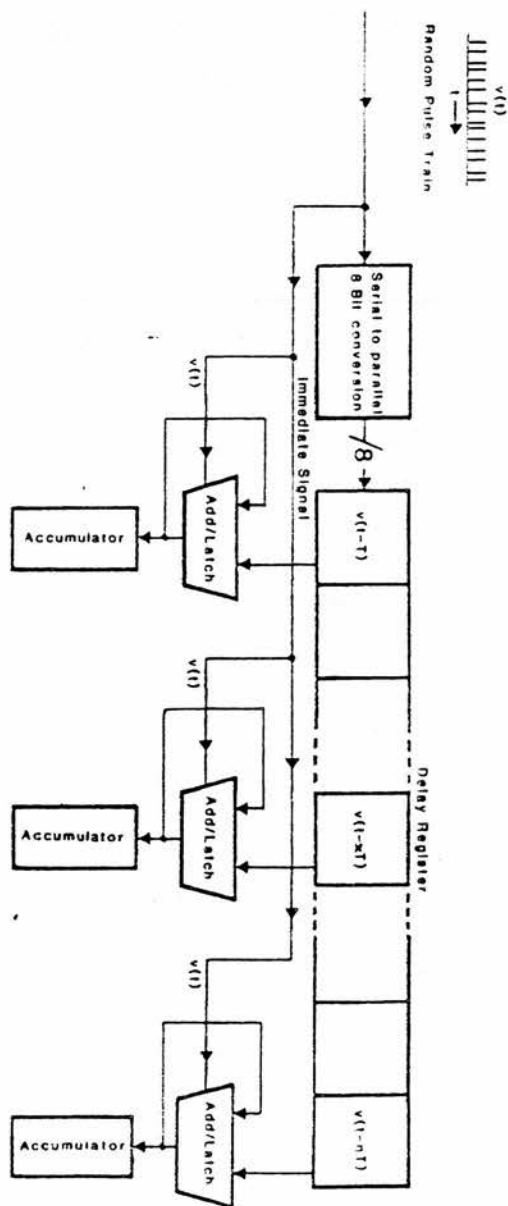 v(t)
t
Random Pulse Train
Serial to parallel
8 Bit conversion
8
v(t-T)
v(t-xT)
v(t-nT)
Delay Register
Immediate Signal
v(t)
Add/Latch
Accumulator
v(t)
Add/Latch
Accumulator
v(t)
Add/Latch
Accumulator